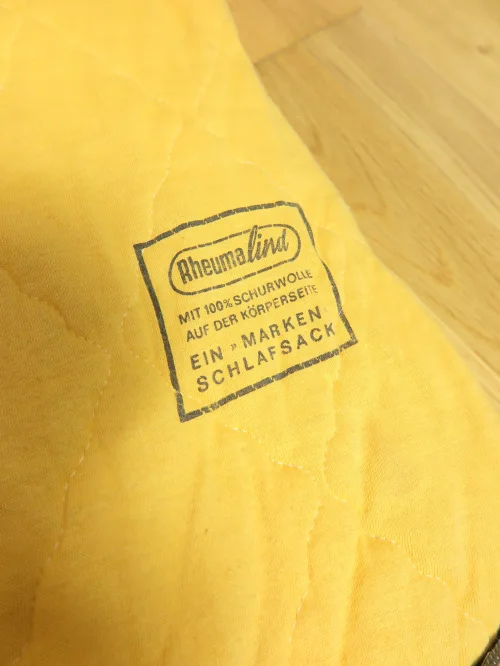 Rheumalind
MIT 100% SCHURWOLLE
AUF DER KÖRPERSEITE
EIN » MARKEN
SCHLAFSACK